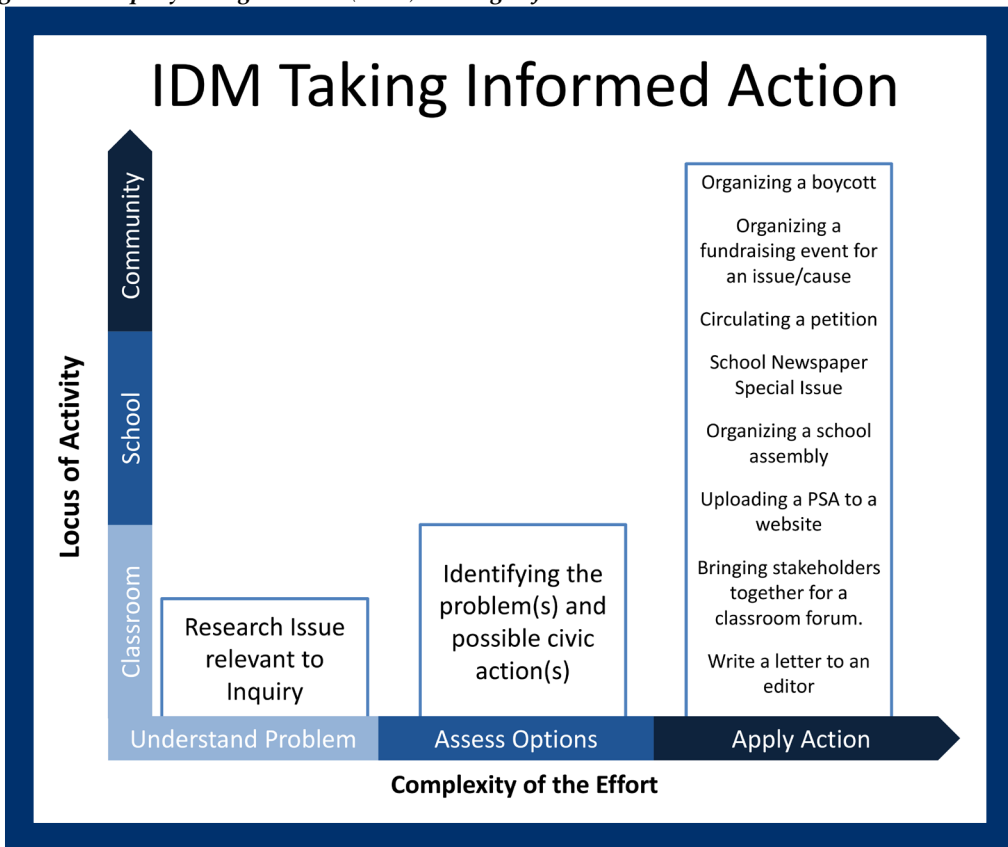 IDM Taking Informed Action
Locus of Activity
Community
School
Classroom
Research Issue
relevant to
Inquiry
Identifying the
problem(s) and
possible civic
action(s)
Organizing a boycott
Organizing a
fundraising event for
an issue/cause
Circulating a petition
School Newspaper
Special Issue
Organizing a school
assembly
Uploading a PSA to a
website
Bringing stakeholders
together for a
classroom forum.
Write a letter to an
editor
Understand Problem
Assess Options
Apply Action
Complexity of the Effort